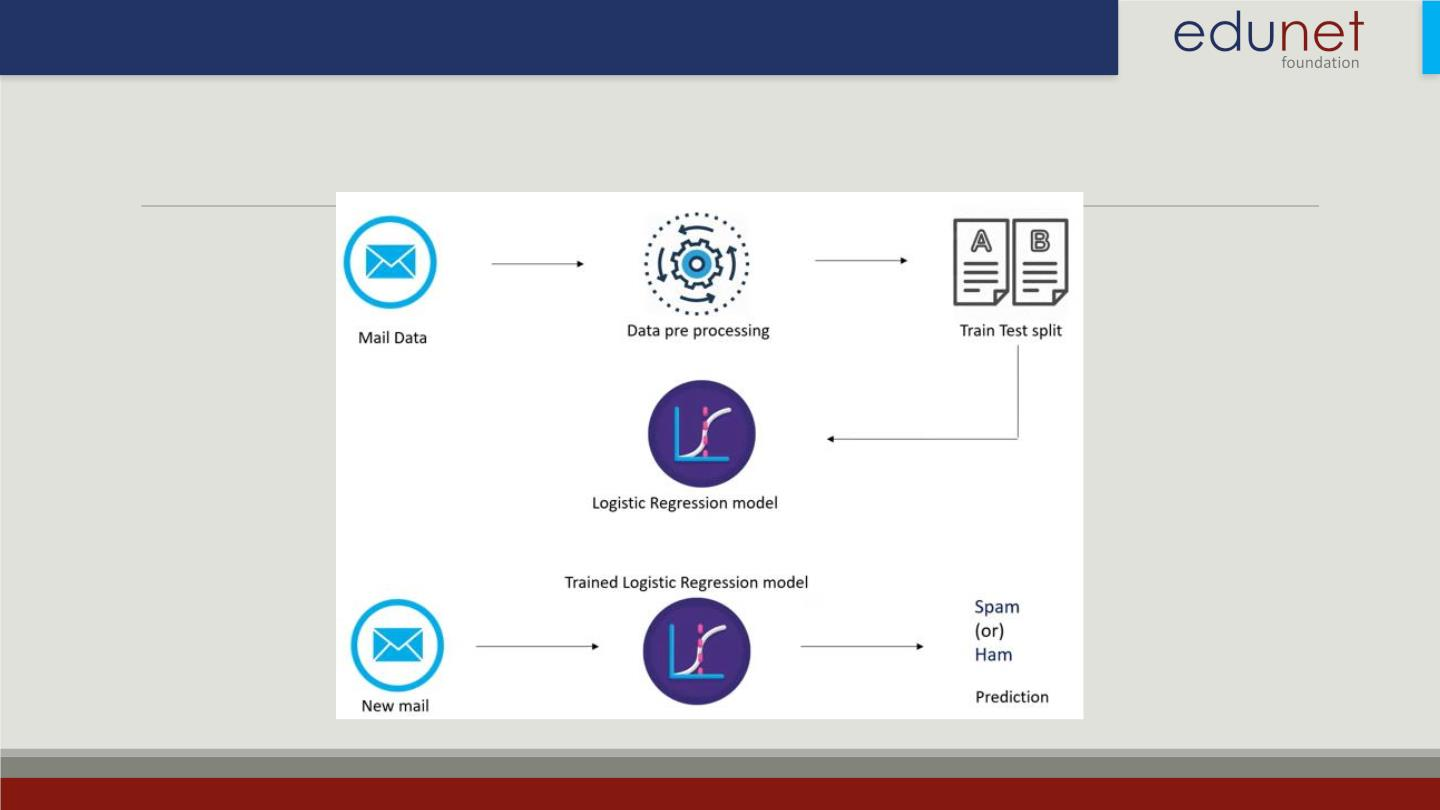 edunet
foundation
A B
Mail Data
Data pre processing
Train Test split
Logistic Regression model
Trained Logistic Regression model
New mail
Spam
(or)
Ham
Prediction